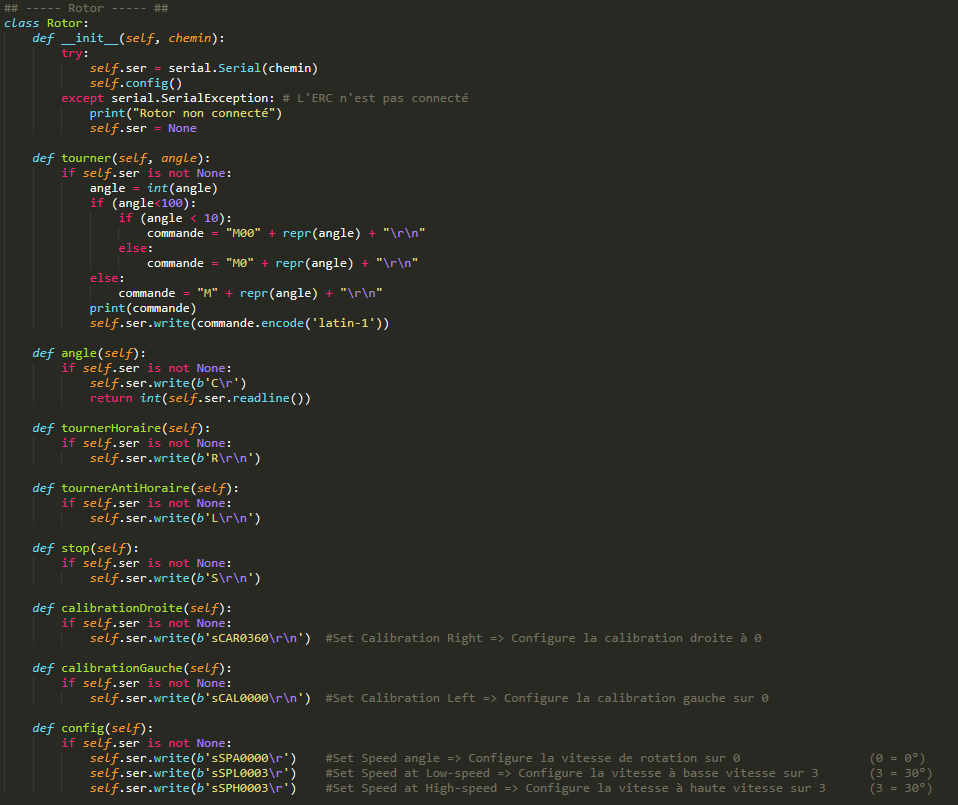 ## ----- Rotor ----- ##
class Rotor:
    def __init__(self, chemin):
        try:
            self.ser = serial.Serial(chemin)
            self.config()
        except serial.SerialException: # L'ERC n'est pas connecté
            print("Rotor non connecté")
            self.ser = None

    def tourner(self, angle):
        if self.ser is not None:
            angle = int(angle)
            if (angle<100):
                if (angle < 10):
                    commande = "M00" + repr(angle) + "\r\n"
                else:
                    commande = "M0" + repr(angle) + "\r\n"
            else:
                commande = "M" + repr(angle) + "\r\n"
            print(commande)
            self.ser.write(commande.encode('latin-1'))

    def angle(self):
        if self.ser is not None:
            self.ser.write(b'C\r')
            return int(self.ser.readline())

    def tournerHoraire(self):
        if self.ser is not None:
            self.ser.write(b'R\r\n')

    def tournerAntiHoraire(self):
        if self.ser is not None:
            self.ser.write(b'L\r\n')

    def stop(self):
        if self.ser is not None:
            self.ser.write(b'S\r\n')

    def calibrationDroite(self):
        if self.ser is not None:
            self.ser.write(b'sCAR0360\r\n')  #Set Calibration Right => Configure la calibration droite à 0

    def calibrationGauche(self):
        if self.ser is not None:
            self.ser.write(b'sCAL0000\r\n')  #Set Calibration Left => Configure la calibration gauche sur 0

    def config(self):
        if self.ser is not None:
            self.ser.write(b'sSPA0000\r')    #Set Speed angle => Configure la vitesse de rotation sur 0                  (0 = 0°)
            self.ser.write(b'sSPL0003\r')    #Set Speed at Low-speed => Configure la vitesse à basse vitesse sur 3       (3 = 30°)
            self.ser.write(b'sSPH0003\r')    #Set Speed at High-speed => Configure la vitesse à haute vitesse sur 3      (3 = 30°)